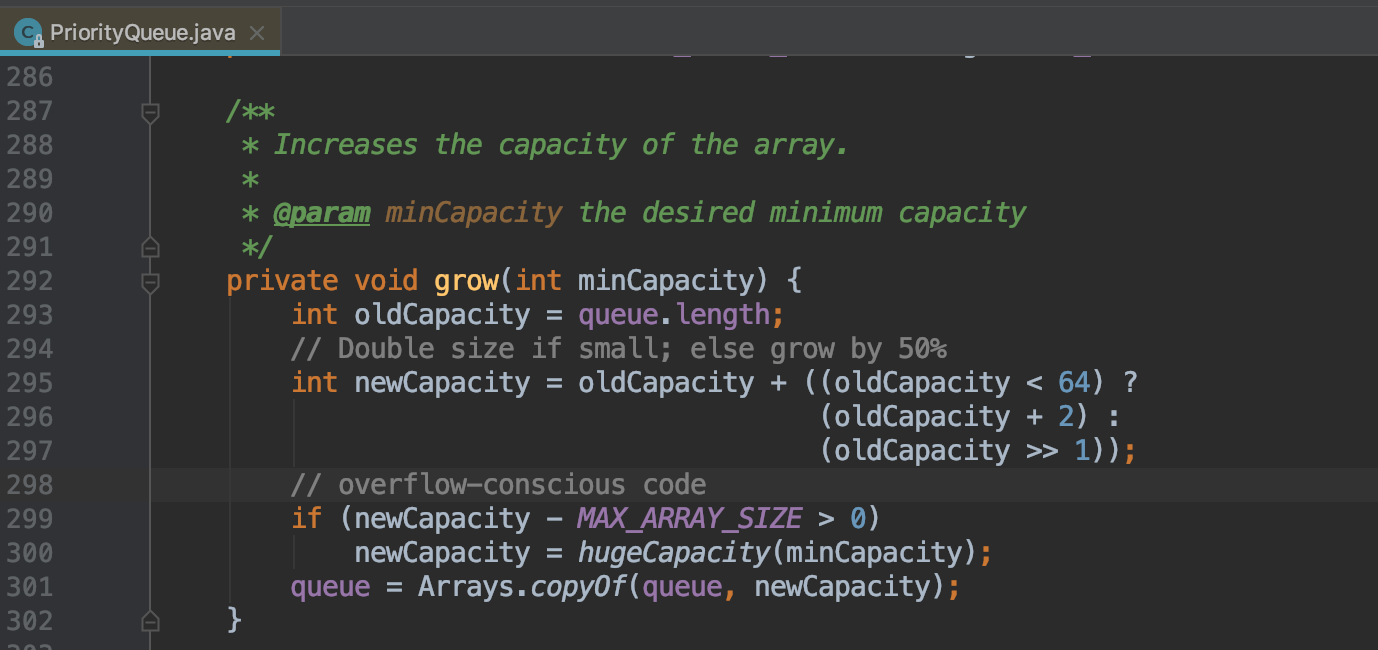 PriorityQueue.java
286
287 /**
288 * Increases the capacity of the array.
289 *
290 * @param minCapacity the desired minimum capacity
291 */
292 private void grow(int minCapacity) {
293 int oldCapacity = queue.length;
294 // Double size if small; else grow by 50%
295 int newCapacity = oldCapacity + ((oldCapacity < 64) ?
296 (oldCapacity + 2) :
297 (oldCapacity >> 1));
298 // overflow-conscious code
299 if (newCapacity - MAX_ARRAY_SIZE > 0)
300 newCapacity = hugeCapacity(minCapacity);
301 queue = Arrays.copyOf(queue, newCapacity);
302 }